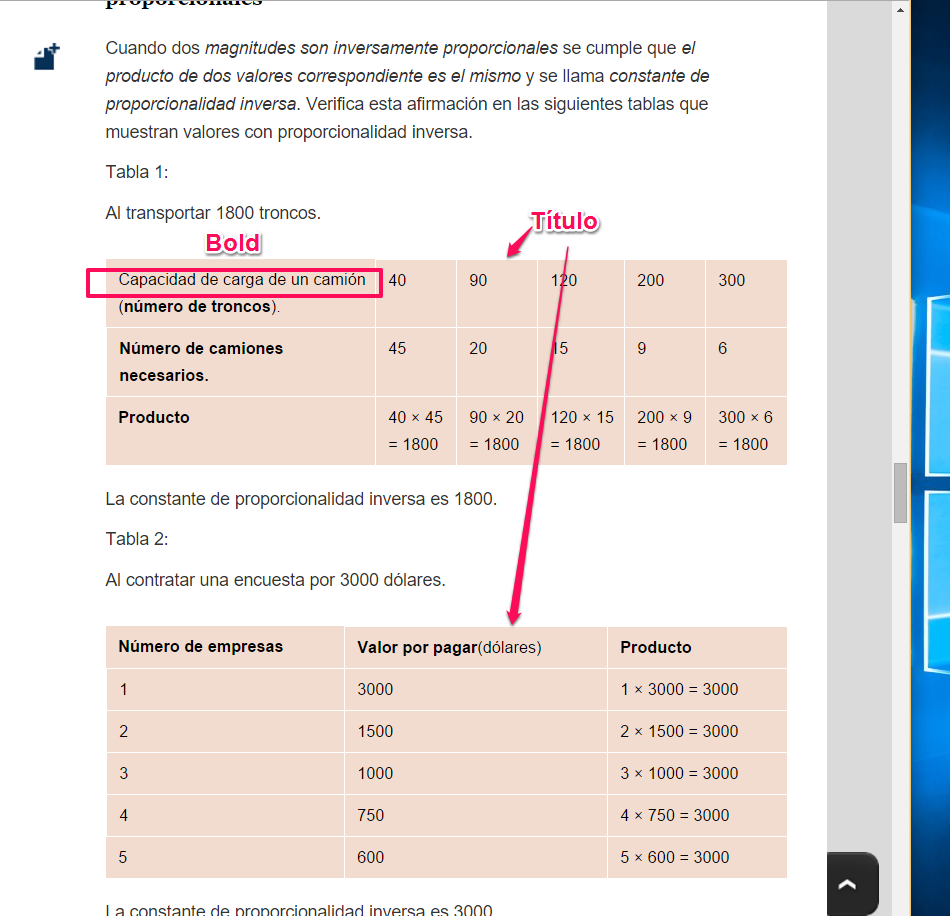 proporcionales
Cuando dos magnitudes son inversamente proporcionales se cumple que el
producto de dos valores correspondiente es el mismo y se llama constante de
proporcionalidad inversa. Verifica esta afirmación en las siguientes tablas que
muestran valores con proporcionalidad inversa.
Tabla 1:
Al transportar 1800 troncos.
Bold
Título
Capacidad de carga de un camión 40 90 120 200 300
(número de troncos).
Número de camiones 45 20 15 9 6
necesarios.
Producto 40 × 45 90 × 20 120 × 15 200 × 9 300 × 6
= 1800 = 1800 = 1800 = 1800 = 1800
La constante de proporcionalidad inversa es 1800.
Tabla 2:
Al contratar una encuesta por 3000 dólares.
Número de empresas Valor por pagar(dólares) Producto
1 3000 1 × 3000 = 3000
2 1500 2 × 1500 = 3000
3 1000 3 × 1000 = 3000
4 750 4 × 750 = 3000
5 600 5 × 600 = 3000
La constante de proporcionalidad inversa es 3000